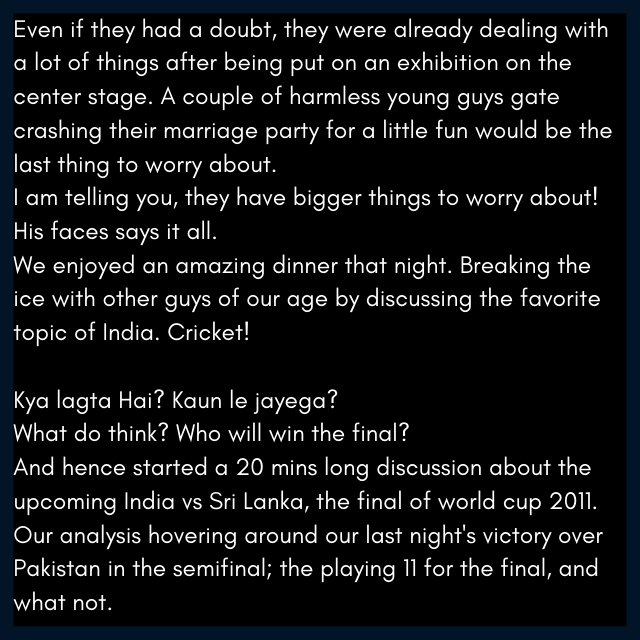 Even if they had a doubt, they were already dealing with
a lot of things after being put on an exhibition on the
center stage. A couple of harmless young guys gate
crashing their marriage party for a little fun would be the
last thing to worry about.
I am telling you, they have bigger things to worry about!
His faces says it all.
We enjoyed an amazing dinner that night. Breaking the
ice with other guys of our age by discussing the favorite
topic of India. Cricket!
Kya lagta Hai? Kaun le jayega?
What do think? Who will win the final?
And hence started a 20 mins long discussion about the
upcoming India vs Sri Lanka, the final of world cup 2011.
Our analysis hovering around our last night's victory over
Pakistan in the semifinal; the playing 11 for the final, and
what not.